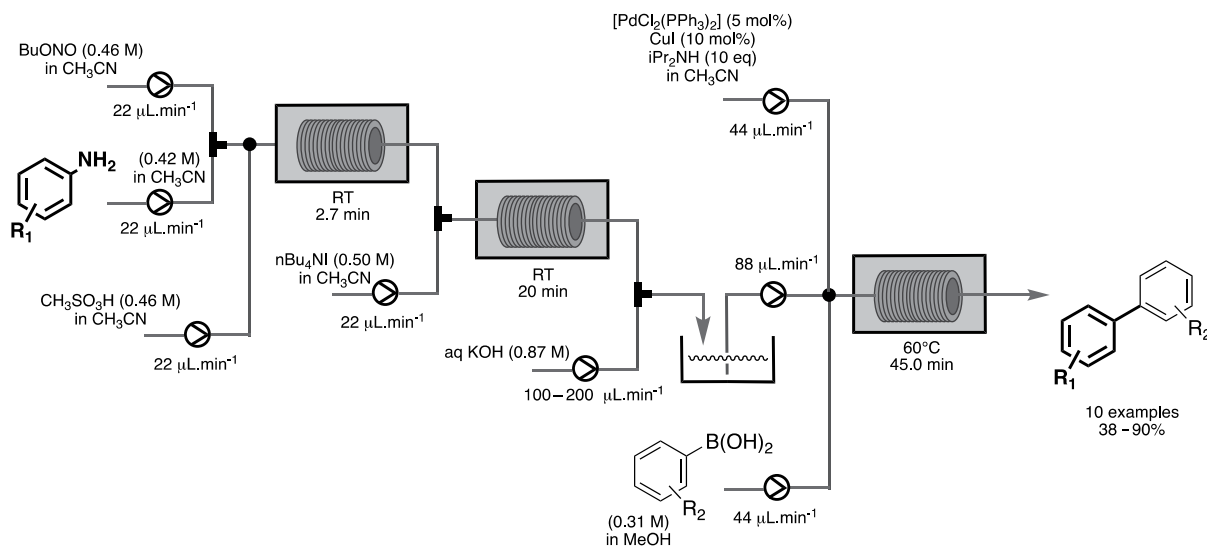 BuONO (0.46 M)
in CH₃CN
22 µL.min⁻¹
NH₂
(0.42 M)
in CH₃CN
R₁
22 µL.min⁻¹
CH₃SO₃H (0.46 M)
in CH₃CN
22 µL.min⁻¹
RT
2.7 min
nBu₄NI (0.50 M)
in CH₃CN
22 µL.min⁻¹
RT
20 min
aq KOH (0.87 M)
100–200 µL.min⁻¹
[PdCl₂(PPh₃)₂] (5 mol%)
CuI (10 mol%)
iPr₂NH (10 eq)
in CH₃CN
44 µL.min⁻¹
88 µL.min⁻¹
B(OH)₂
R₂
(0.31 M)
in MeOH
44 µL.min⁻¹
60°C
45.0 min
R₂
R₁
10 examples
38–90%